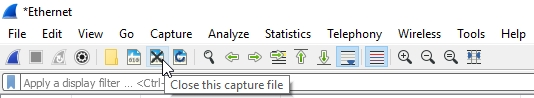 *Ethernet
File Edit View Go Capture Analyze Statistics Telephony Wireless Tools Help
Apply a display filter ... <Ctrl-
Close this capture file